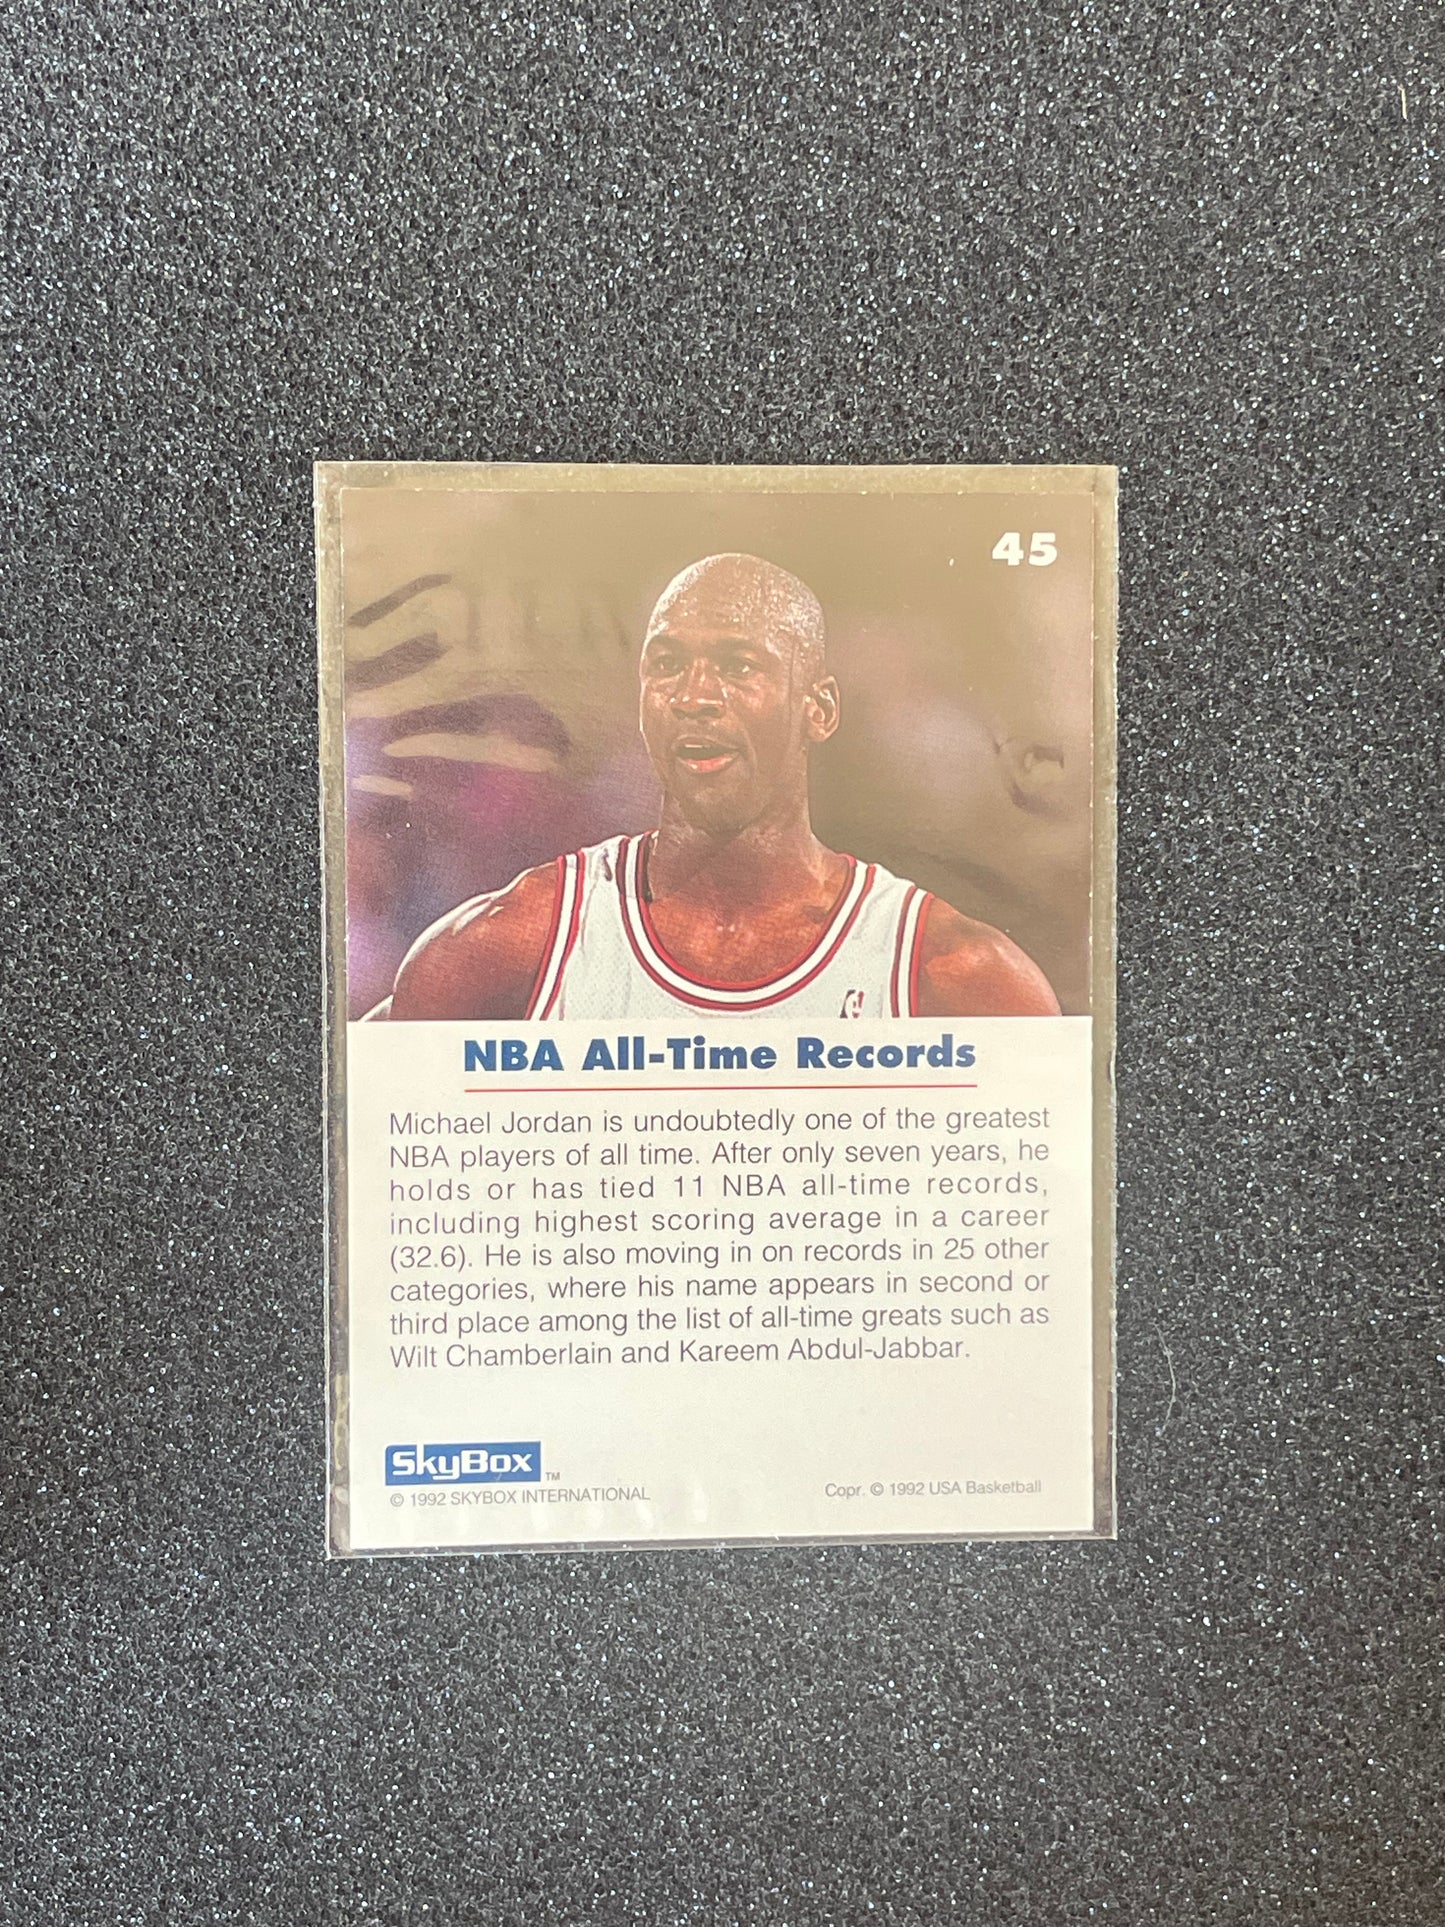 45
NBA All-Time Records
Michael Jordan is undoubtedly one of the greatest
NBA players of all time. After only seven years, he
holds or has tied 11 NBA all-time records,
including highest scoring average in a career
(32.6). He is also moving in on records in 25 other
categories, where his name appears in second or
third place among the list of all-time greats such as
Wilt Chamberlain and Kareem Abdul-Jabbar.
SkyBox TM
© 1992 SKYBOX INTERNATIONAL
Copr. © 1992 USA Basketball